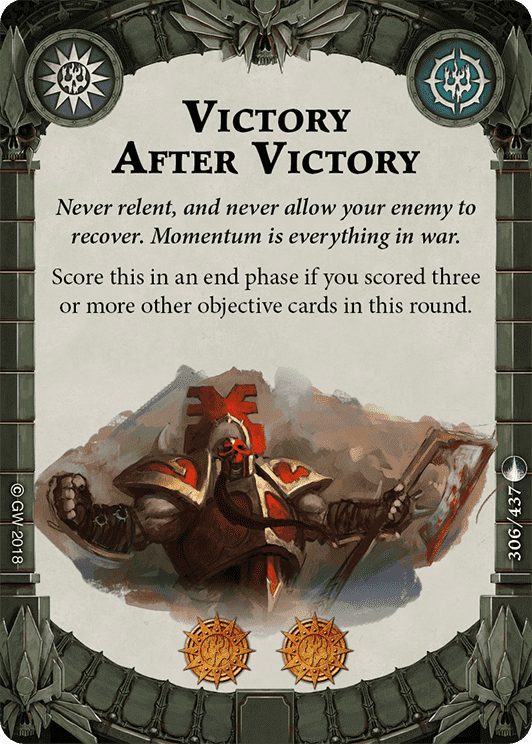 Victory
After Victory
Never relent, and never allow your enemy to
recover. Momentum is everything in war.
Score this in an end phase if you scored three
or more other objective cards in this round.
© GW 2018
306/437